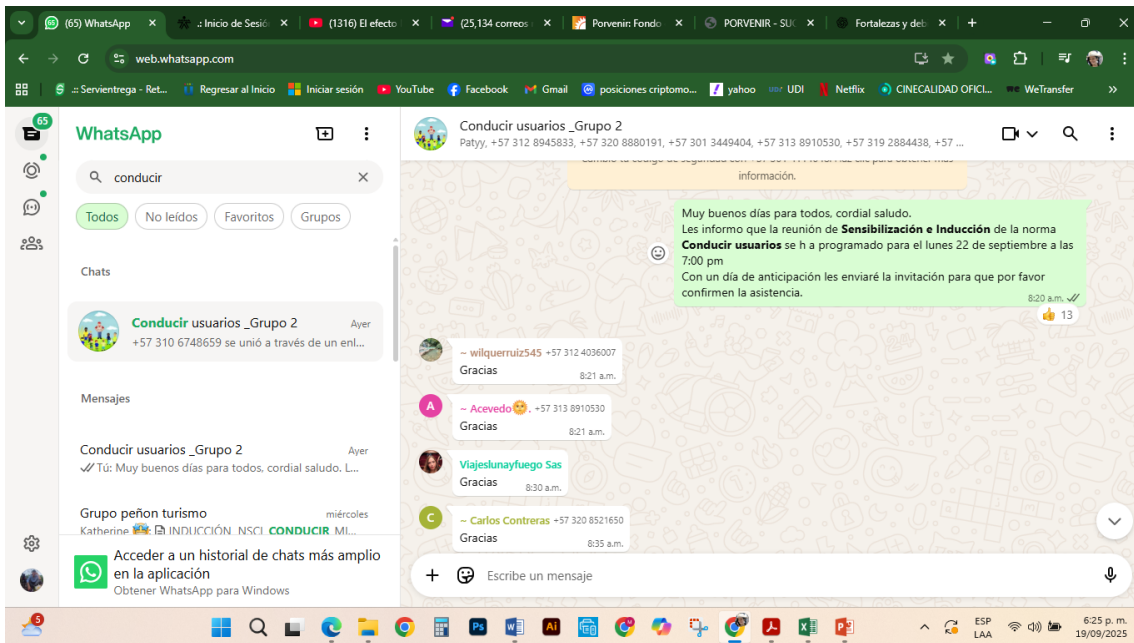 (65) WhatsApp
.: Inicio de Sesió
(1316) El efecto
(25,134 correos
Porvenir: Fondo
PORVENIR - SUC
Fortalezas y deb
web.whatsapp.com
.:: Servientrega - Ret...
Regresar al Inicio
Iniciar sesión
YouTube
Facebook
Gmail
posiciones criptomo...
yahoo
UDI
Netflix
CINECALIDAD OFICI...
WeTransfer
65
WhatsApp
conducir
Todos
No leídos
Favoritos
Grupos
Chats
Conducir usuarios _Grupo 2
Ayer
+57 310 6748659 se unió a través de un enl...
Mensajes
Conducir usuarios _Grupo 2
Ayer
Tú: Muy buenos días para todos, cordial saludo. L...
Grupo peñon turismo
miércoles
Katherine INDUCCIÓN NSCL CONDUCIR MI...
Acceder a un historial de chats más amplio
en la aplicación
Obtener WhatsApp para Windows
Conducir usuarios _Grupo 2
Patyy, +57 312 8945833, +57 320 8880191, +57 301 3449404, +57 313 8910530, +57 319 2884438, +57 ...
información.
Muy buenos días para todos, cordial saludo.
Les informo que la reunión de Sensibilización e Inducción de la norma
Conducir usuarios se h a programado para el lunes 22 de septiembre a las
7:00 pm
Con un día de anticipación les enviaré la invitación para que por favor
confirmen la asistencia.
8:20 a.m.
13
~ wilquerruiz545 +57 312 4036007
Gracias
8:21 a.m.
A
~ Acevedo . +57 313 8910530
Gracias
8:21 a.m.
Viajeslunayfuego Sas
Gracias
8:30 a.m.
C
~ Carlos Contreras +57 320 8521650
Gracias
8:35 a.m.
Escribe un mensaje
5
Ps
Ai
ESP
LAA
6:25 p. m.
19/09/2025